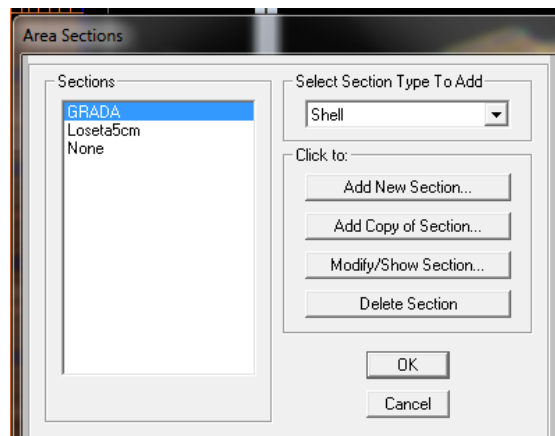 Area Sections
Sections
GRADA
Loseta5cm
None
Select Section Type To Add
Shell
Click to:
Add New Section...
Add Copy of Section...
Modify/Show Section...
Delete Section
OK
Cancel